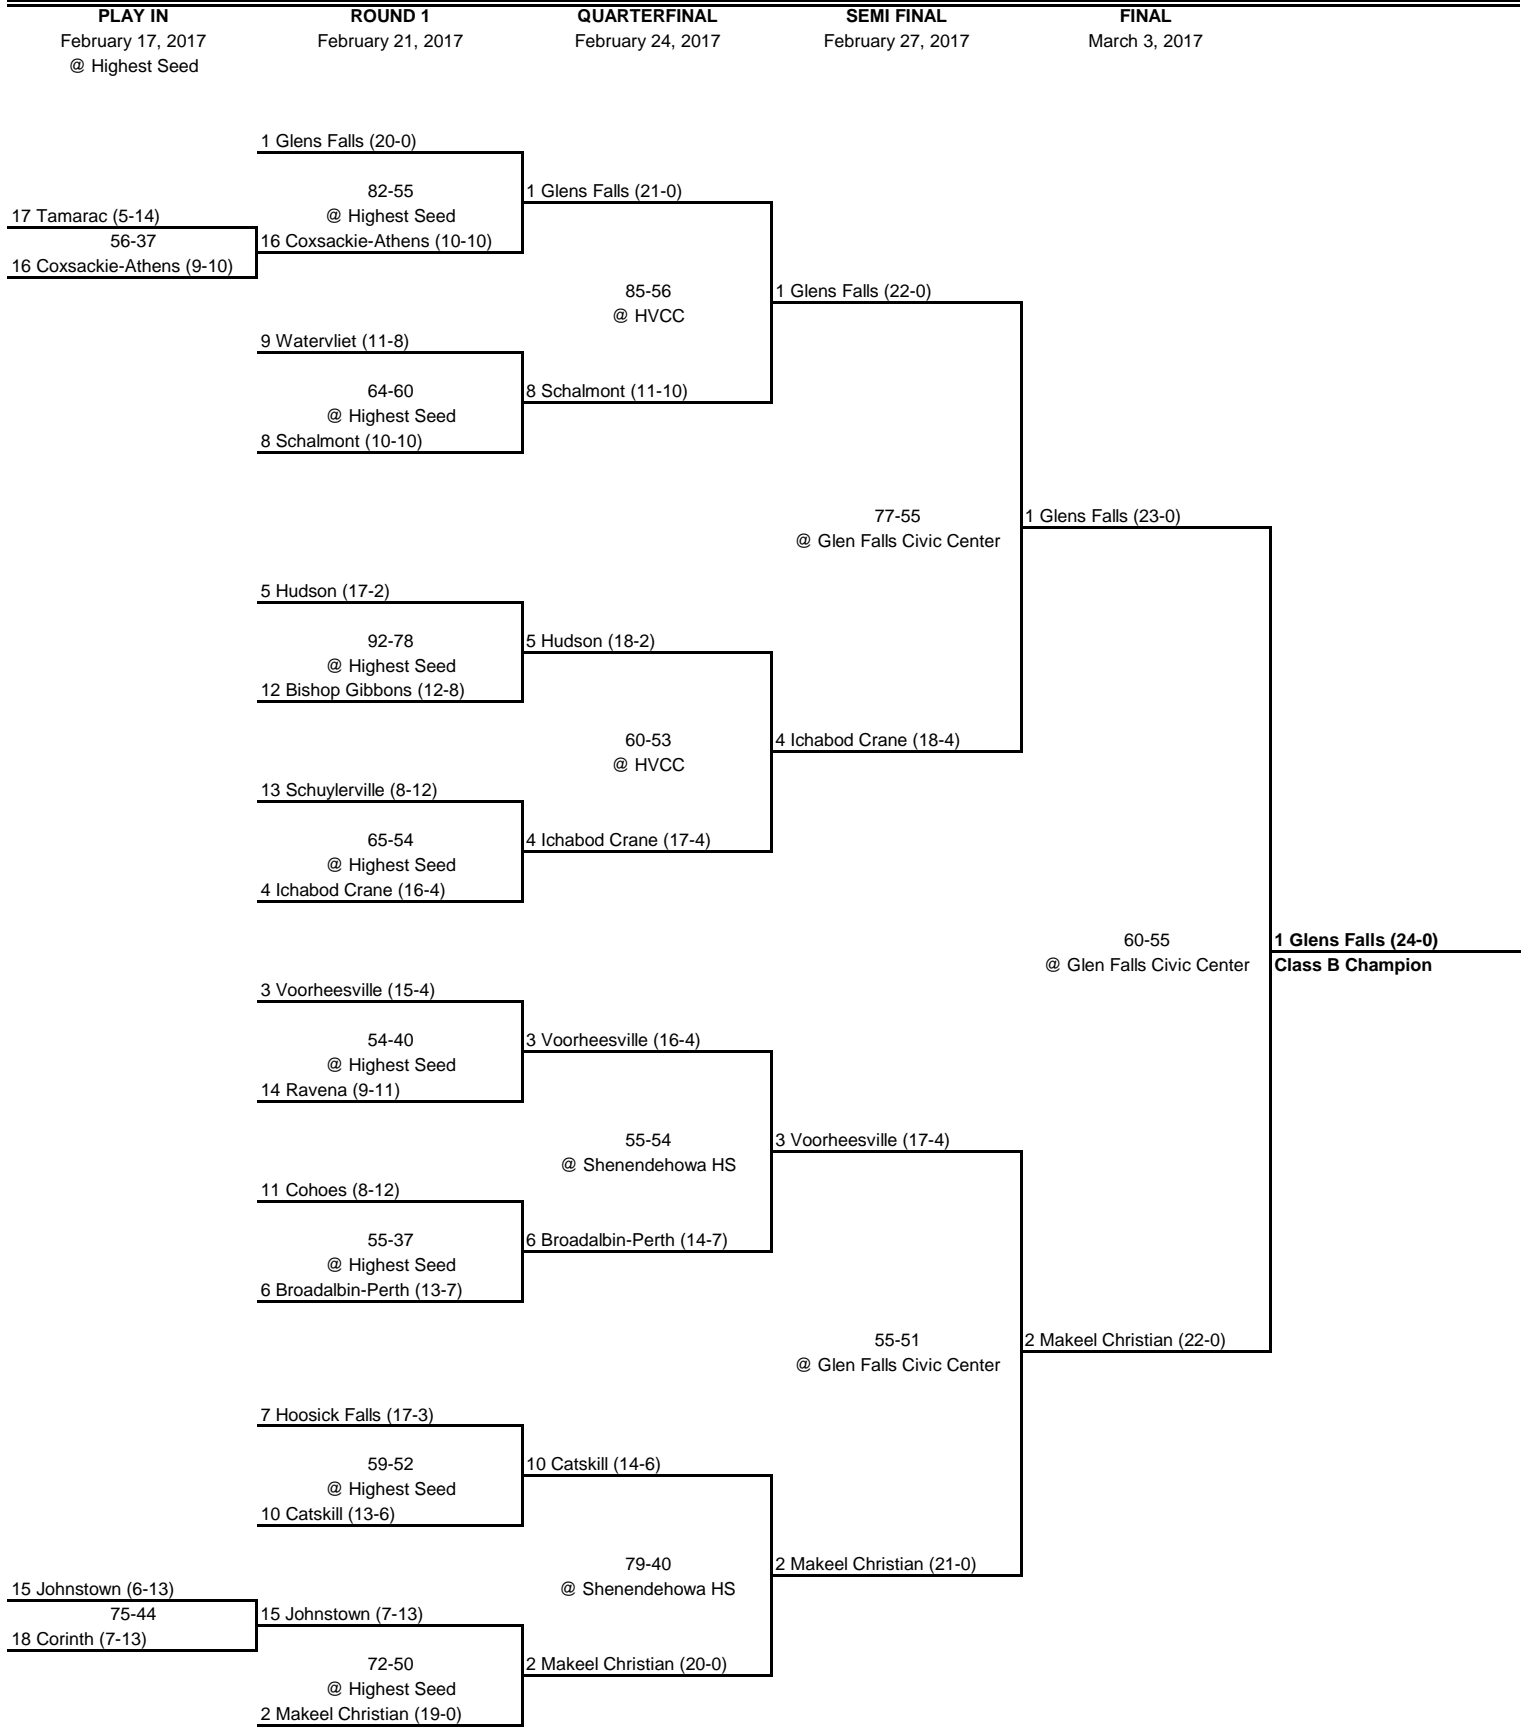 PLAY IN ROUND 1 QUARTERFINAL SEMI FINAL FINAL
February 17, 2017 February 21, 2017 February 24, 2017 February 27, 2017 March 3, 2017
@ Highest Seed
1 Glens Falls (20-0)
82-55 1 Glens Falls (21-0)
17 Tamarac (5-14) @ Highest Seed
56-37 16 Coxsackie-Athens (10-10)
16 Coxsackie-Athens (9-10)
85-56 1 Glens Falls (22-0)
@ HVCC
9 Watervliet (11-8)
64-60 8 Schalmont (11-10)
@ Highest Seed
8 Schalmont (10-10)
77-55 1 Glens Falls (23-0)
@ Glen Falls Civic Center
5 Hudson (17-2)
92-78 5 Hudson (18-2)
@ Highest Seed
12 Bishop Gibbons (12-8)
60-53 4 Ichabod Crane (18-4)
@ HVCC
13 Schuylerville (8-12)
65-54 4 Ichabod Crane (17-4)
@ Highest Seed
4 Ichabod Crane (16-4)
60-55 1 Glens Falls (24-0)
@ Glen Falls Civic Center Class B Champion
3 Voorheesville (15-4)
54-40 3 Voorheesville (16-4)
@ Highest Seed
14 Ravena (9-11)
55-54 3 Voorheesville (17-4)
@ Shenendehowa HS
11 Cohoes (8-12)
55-37 6 Broadalbin-Perth (14-7)
@ Highest Seed
6 Broadalbin-Perth (13-7)
55-51 2 Makeel Christian (22-0)
@ Glen Falls Civic Center
7 Hoosick Falls (17-3)
59-52 10 Catskill (14-6)
@ Highest Seed
10 Catskill (13-6)
79-40 2 Makeel Christian (21-0)
15 Johnstown (6-13) @ Shenendehowa HS
75-44 15 Johnstown (7-13)
18 Corinth (7-13)
72-50 2 Makeel Christian (20-0)
@ Highest Seed
2 Makeel Christian (19-0)